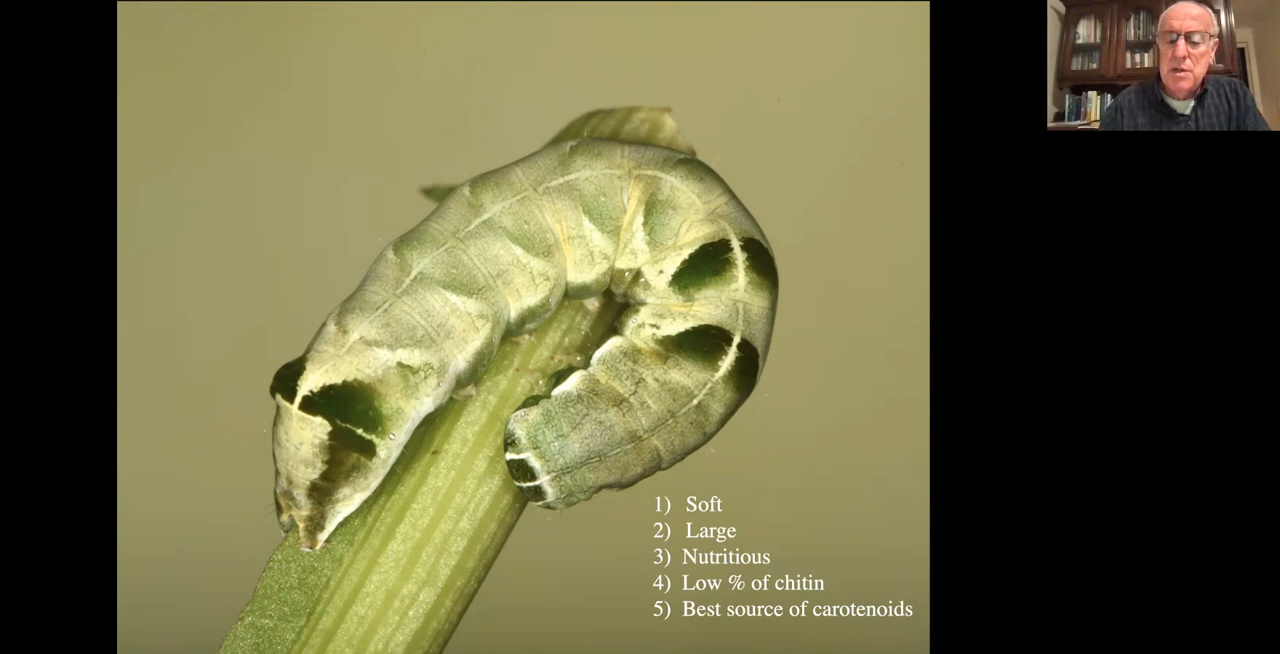 1) Soft
2) Large
3) Nutritious
4) Low % of chitin
5) Best source of carotenoids